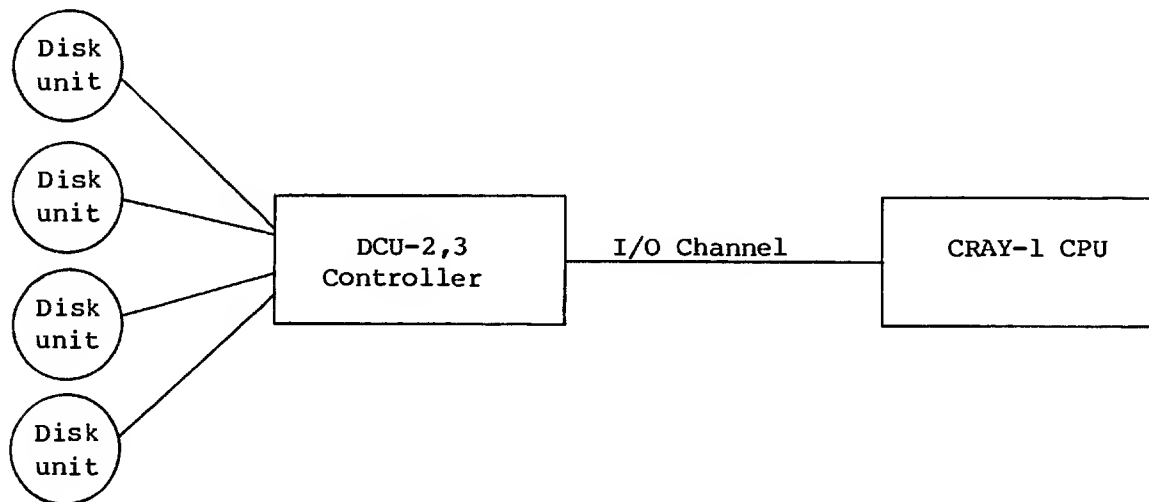 Disk
unit
Disk
unit
Disk
unit
Disk
unit
DCU-2,3
Controller
I/O Channel
CRAY-1 CPU